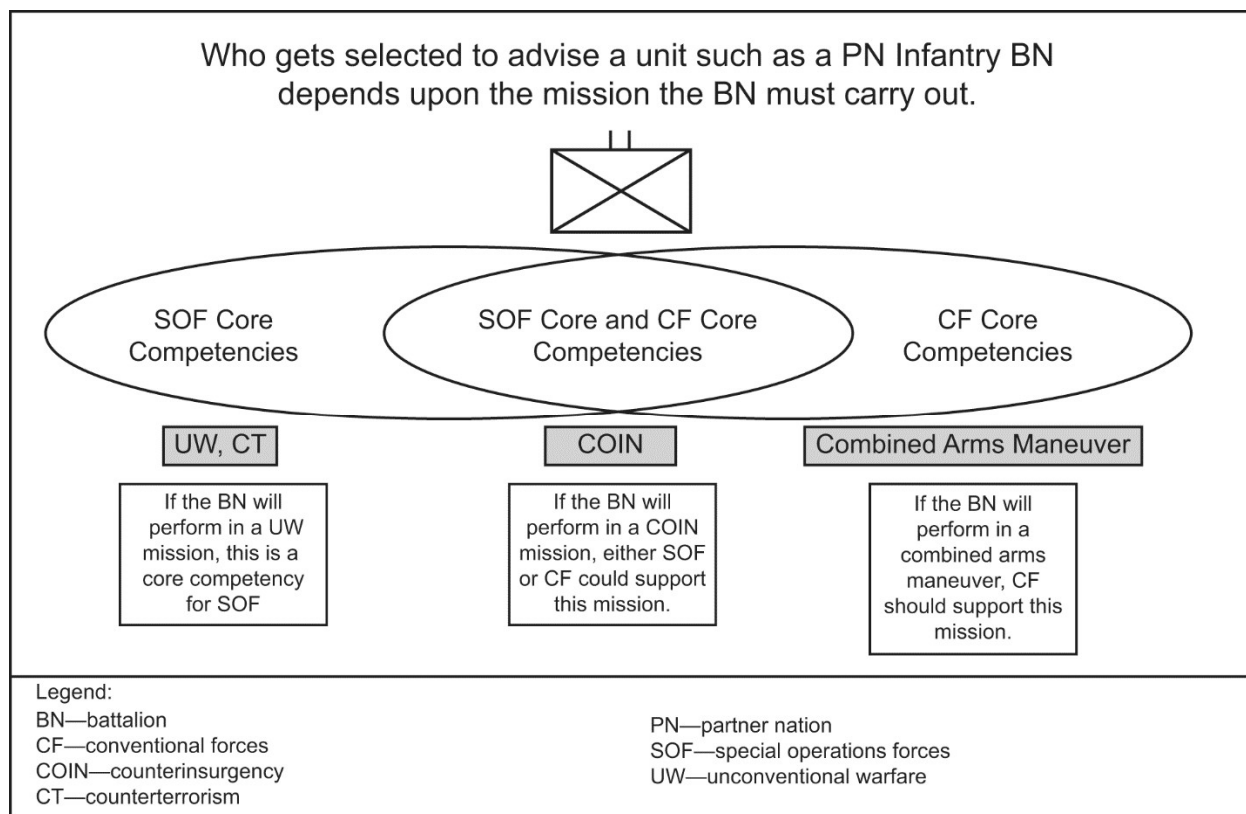 Who gets selected to advise a unit such as a PN Infantry BN
depends upon the mission the BN must carry out.
SOF Core
Competencies
SOF Core and CF Core
Competencies
CF Core
Competencies
UW, CT
COIN
Combined Arms Maneuver
If the BN will
perform in a UW
mission, this is a
core competency
for SOF
If the BN will
perform in a COIN
mission, either SOF
or CF could support
this mission.
If the BN will
perform in a
combined arms
maneuver, CF
should support this
mission.
Legend:
BN—battalion
CF—conventional forces
COIN—counterinsurgency
CT—counterterrorism
PN—partner nation
SOF—special operations forces
UW—unconventional warfare